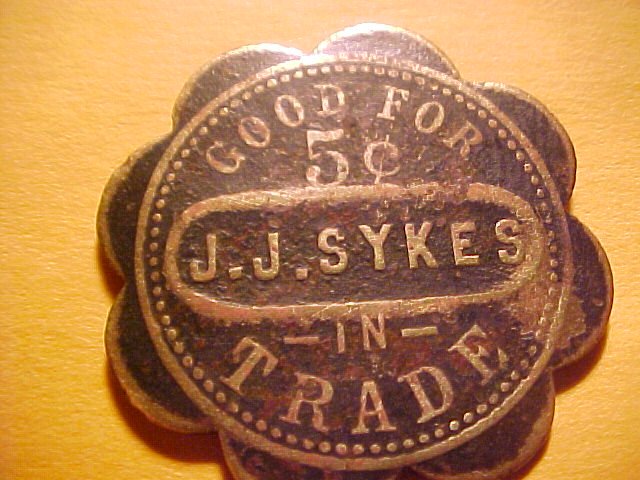 GOOD FOR
5¢
J.J.SYKES
-IN-
TRADE